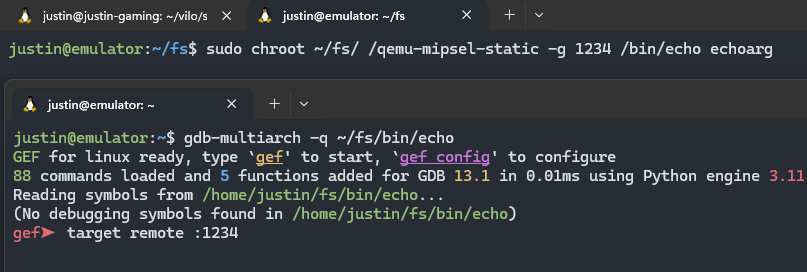 justin@justin-gaming: ~/vilo/s
justin@emulator: ~/fs
justin@emulator:~/fs$ sudo chroot ~/fs/ /qemu-mipsel-static -g 1234 /bin/echo echoarg
justin@emulator: ~
justin@emulator:~$ gdb-multiarch -q ~/fs/bin/echo
GEF for linux ready, type `gef' to start, `gef config' to configure
88 commands loaded and 5 functions added for GDB 13.1 in 0.01ms using Python engine 3.11
Reading symbols from /home/justin/fs/bin/echo...
(No debugging symbols found in /home/justin/fs/bin/echo)
gef➤ target remote :1234